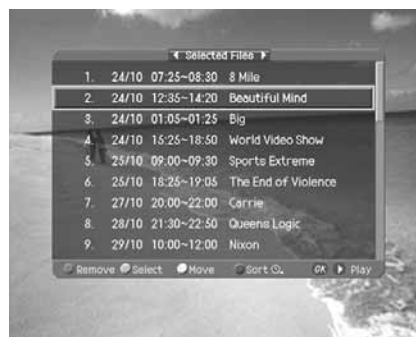 ◀ Selected Files ▶
1. 24/10 07:25~08:30 8 Mile
2. 24/10 12:35~14:20 Beautiful Mind
3. 24/10 01:05~01:25 Big
4. 24/10 15:25~18:50 World Video Show
5. 25/10 09:00~09:30 Sports Extreme
6. 25/10 18:25~19:05 The End of Violence
7. 27/10 20:00~22:00 Carrie
8. 28/10 21:30~22:50 Queens Logic
9. 29/10 10:00~12:00 Nixon
Remove Select Move Sort OK ▶ Play